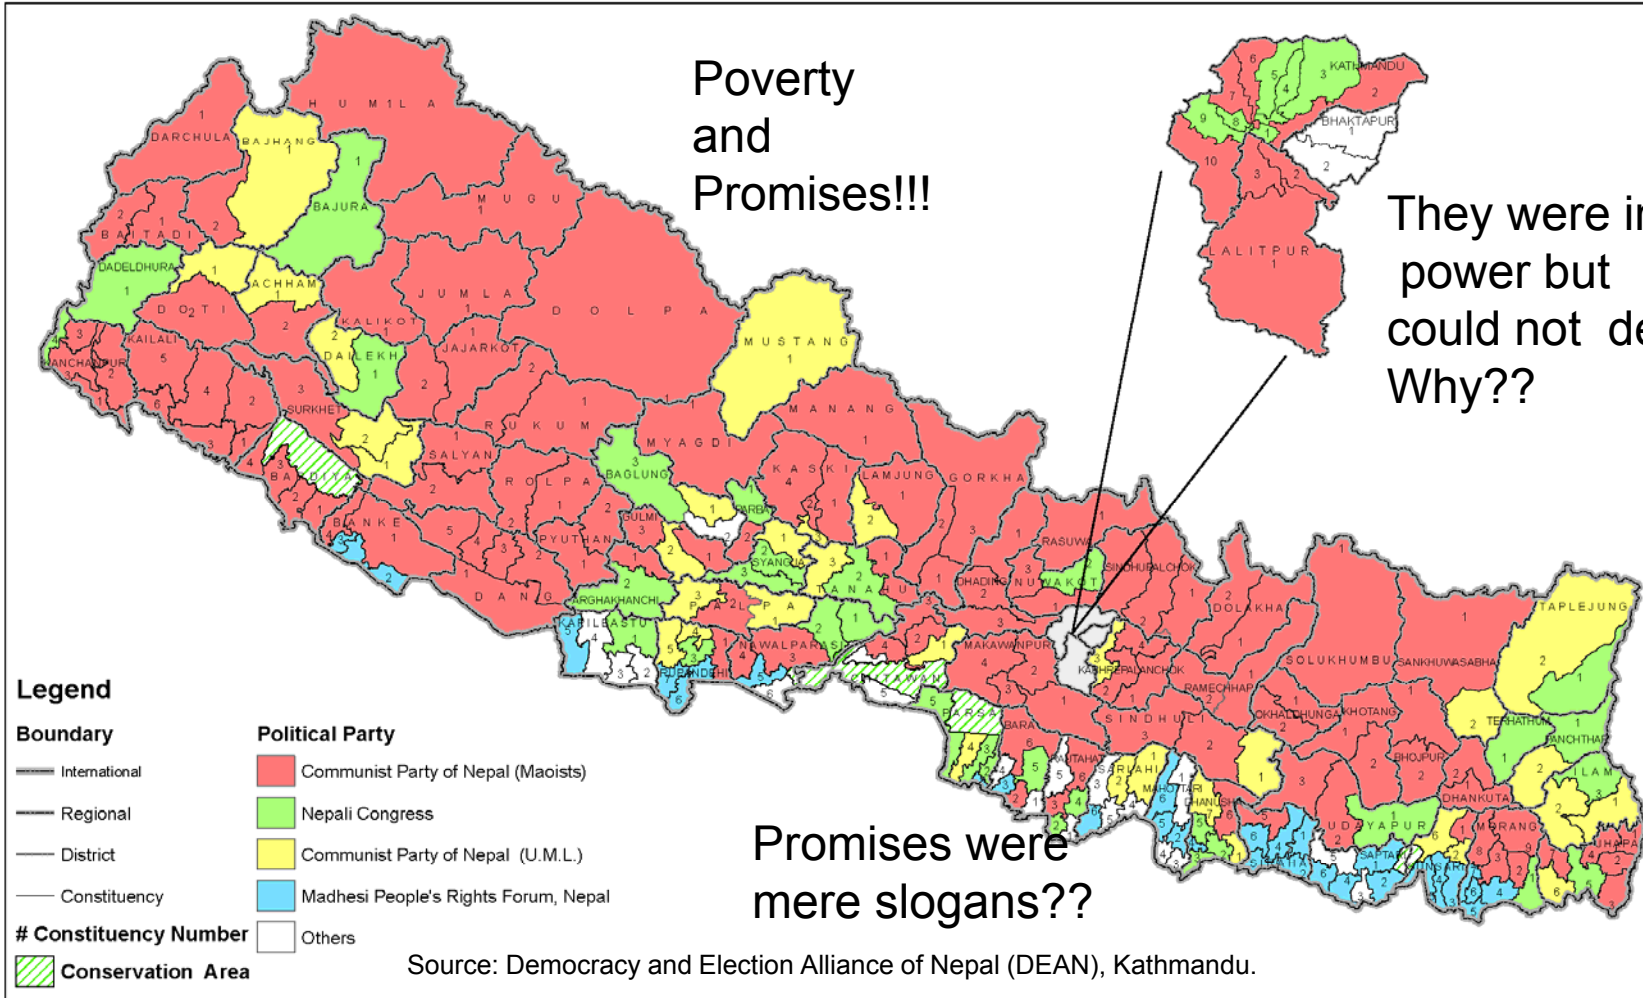 Poverty
and
Promises!!!
They were in
power but
could not de
Why??
Promises were
mere slogans??
HUMLA
DARCHULA
BAJHANG
BAJURA
MUGU
BAITADI
DADELDHURA
ACHHAM
DOTI
JUMLA
DOLPA
KALIKOT
KAILALI
KANCHANPUR
DAILEKH
JAJARKOT
MUSTANG
SURKHET
RUKUM
MANANG
MYAGDI
SALYAN
BARDIYA
ROLPA
BAGLUNG
KASKI
LAMJUNG
GORKHA
PARBAT
BANKE
GULMI
PYUTHAN
SYANGJA
TANAHU
RASUWA
DHADING
NUWAKOT
SINDHUPALCHOK
DANG
ARGHAKHANCHI
PALPA
DOLAKHA
TAPLEJUNG
KAPILBASTU
NAWALPARASI
RUPANDEHI
CHITAWAN
MAKAWANPUR
KABHREPALANCHOK
RAMECHHAP
SOLUKHUMBU
SANKHUWASABHA
PARSA
BARA
SINDHULI
OKHALDHUNGA
KHOTANG
BHOJPUR
TERHATHUM
PANCHTHAR
ILAM
RAUTAHAT
SARLAHI
MAHOTTARI
DHANUSHA
SIRAHA
UDAYAPUR
SAPTARI
SUNSARI
DHANKUTA
MORANG
JHAPA
KATHMANDU
BHAKTAPUR
LALITPUR
Legend
Boundary
International
Regional
District
Constituency
# Constituency Number
Conservation Area
Political Party
Communist Party of Nepal (Maoists)
Nepali Congress
Communist Party of Nepal (U.M.L.)
Madhesi People's Rights Forum, Nepal
Others
Source: Democracy and Election Alliance of Nepal (DEAN), Kathmandu.